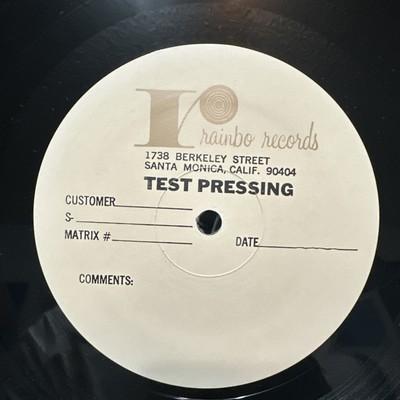 r rainbo records
1738 BERKELEY STREET
SANTA MONICA, CALIF. 90404
TEST PRESSING
CUSTOMER
S-
MATRIX # DATE
COMMENTS: